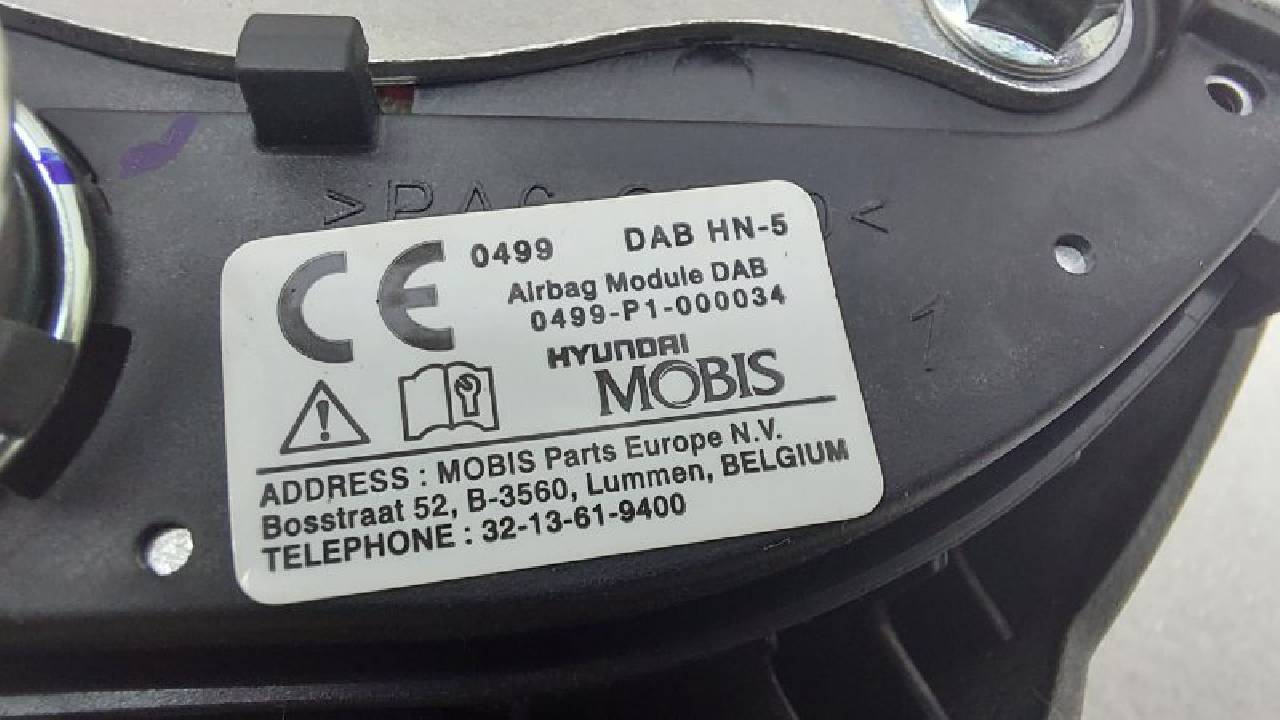 CE 0499 DAB HN-5
Airbag Module DAB
0499-P1-000034
HYUNDAI
MOBIS
ADDRESS : MOBIS Parts Europe N.V.
Bosstraat 52, B-3560, Lummen, BELGIUM
TELEPHONE : 32-13-61-9400
1